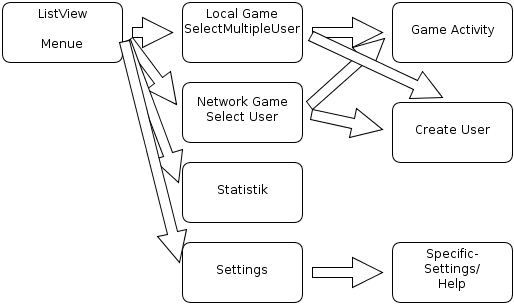 ListView
Menue
Local Game
SelectMultipleUser
Game Activity
Network Game
Select User
Create User
Statistik
Settings
Specific-
Settings/
Help